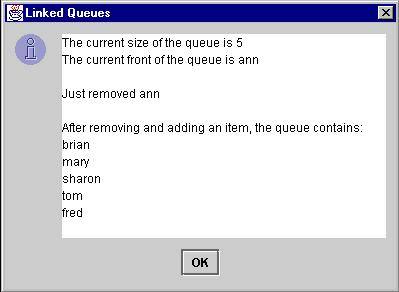 Linked Queues
The current size of the queue is 5
The current front of the queue is ann
Just removed ann
After removing and adding an item, the queue contains:
brian
mary
sharon
tom
fred
OK